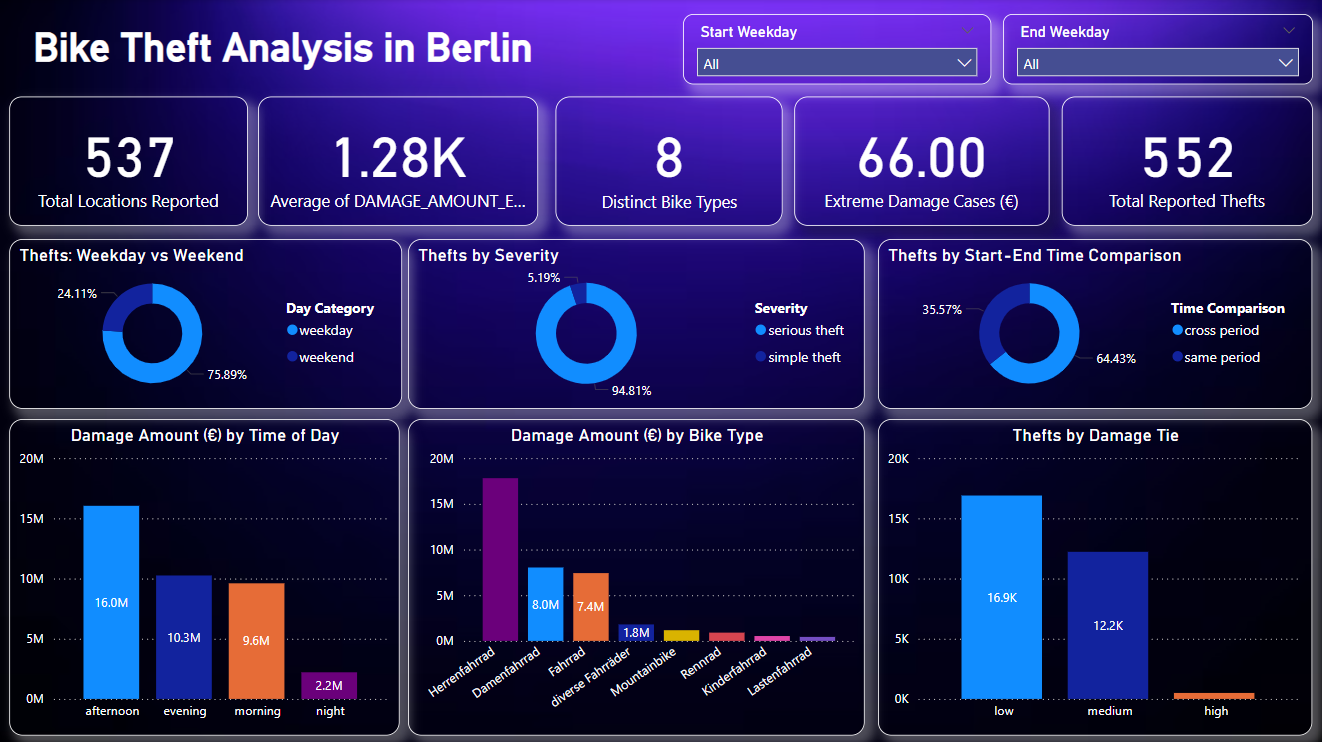 Bike Theft Analysis in Berlin
Start Weekday
All
End Weekday
All
537
Total Locations Reported
1.28K
Average of DAMAGE_AMOUNT_E...
8
Distinct Bike Types
66.00
Extreme Damage Cases (€)
552
Total Reported Thefts
Thefts: Weekday vs Weekend
24.11%
75.89%
Day Category
weekday
weekend
Thefts by Severity
5.19%
94.81%
Severity
serious theft
simple theft
Thefts by Start-End Time Comparison
35.57%
64.43%
Time Comparison
cross period
same period
Damage Amount (€) by Time of Day
20M
15M
10M
5M
0M
16.0M
10.3M
9.6M
2.2M
afternoon
evening
morning
night
Damage Amount (€) by Bike Type
20M
15M
10M
5M
0M
8.0M
7.4M
1.8M
Herrenfahrrad
Damenfahrrad
Fahrrad
diverse Fahrräder
Mountainbike
Rennrad
Kinderfahrrad
Lastenfahrrad
Thefts by Damage Tie
20K
15K
10K
5K
0K
16.9K
12.2K
low
medium
high